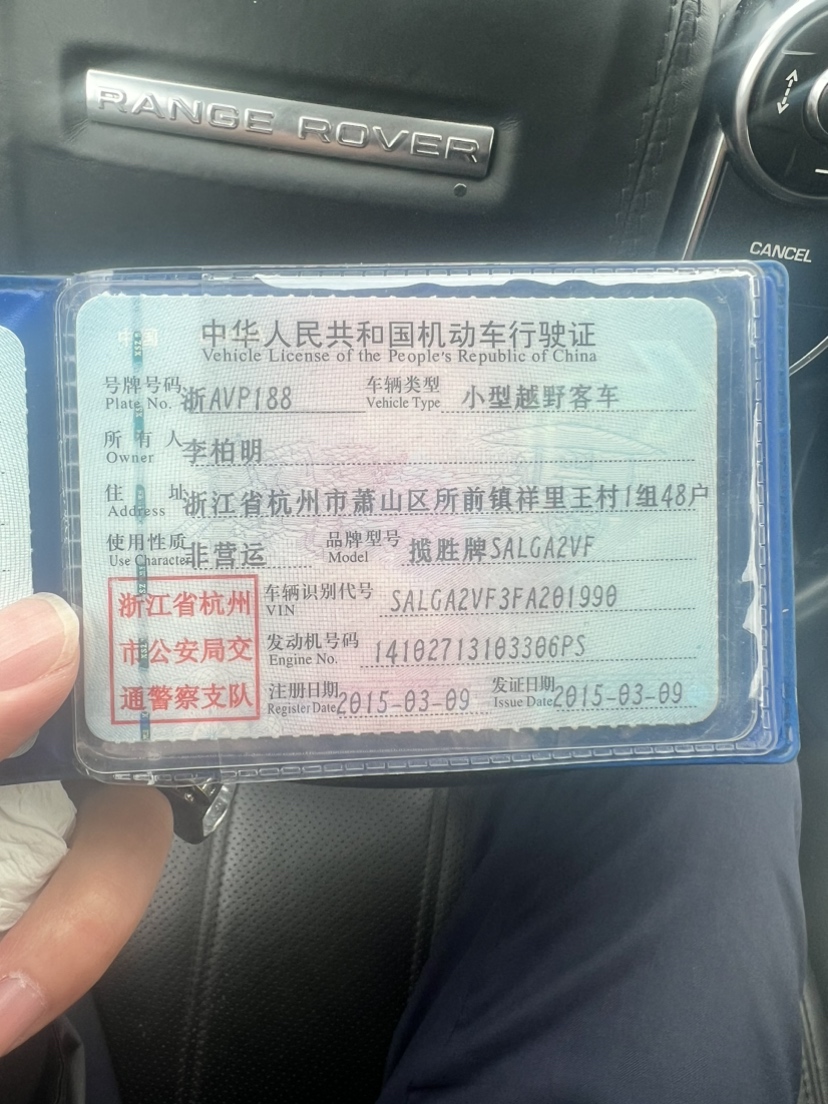 RANGE ROVER
CANCEL
中华人民共和国机动车行驶证
Vehicle License of the People's Republic of China
号牌号码 浙AVP188 车辆类型 小型越野客车
Plate No. Vehicle Type
所有人 李柏明
Owner
住址 浙江省杭州市萧山区所前镇祥里王村1组48户
Address
使用性质 非营运 品牌型号 揽胜牌SALGA2VF
Use Character Model
浙江省杭州
市公安局交
通警察支队
车辆识别代号 SALGA2VF3FA201990
VIN
发动机号码 14102713103306PS
Engine No.
注册日期 2015-03-09 发证日期 2015-03-09
Register Date Issue Date